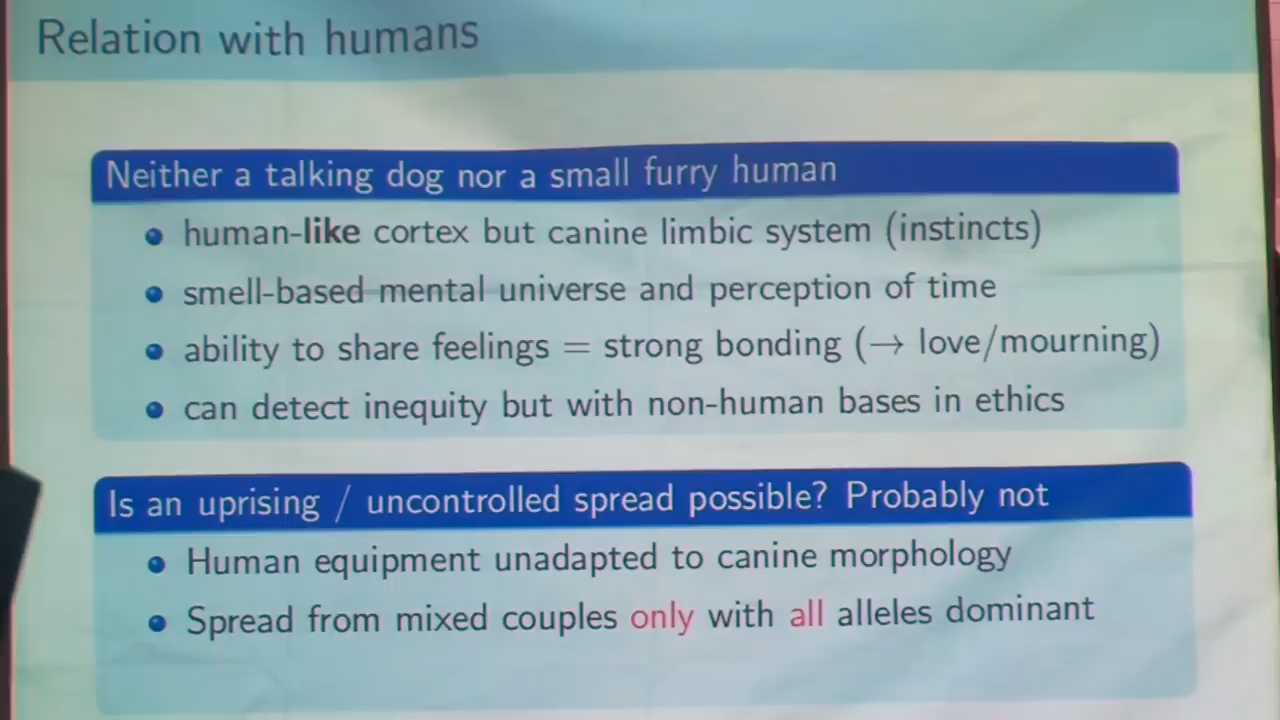 Relation with humans
Neither a talking dog nor a small furry human
human-like cortex but canine limbic system (instincts)
smell-based mental universe and perception of time
ability to share feelings = strong bonding (→ love/mourning)
can detect inequity but with non-human bases in ethics
Is an uprising / uncontrolled spread possible? Probably not
Human equipment unadapted to canine morphology
Spread from mixed couples only with all alleles dominant